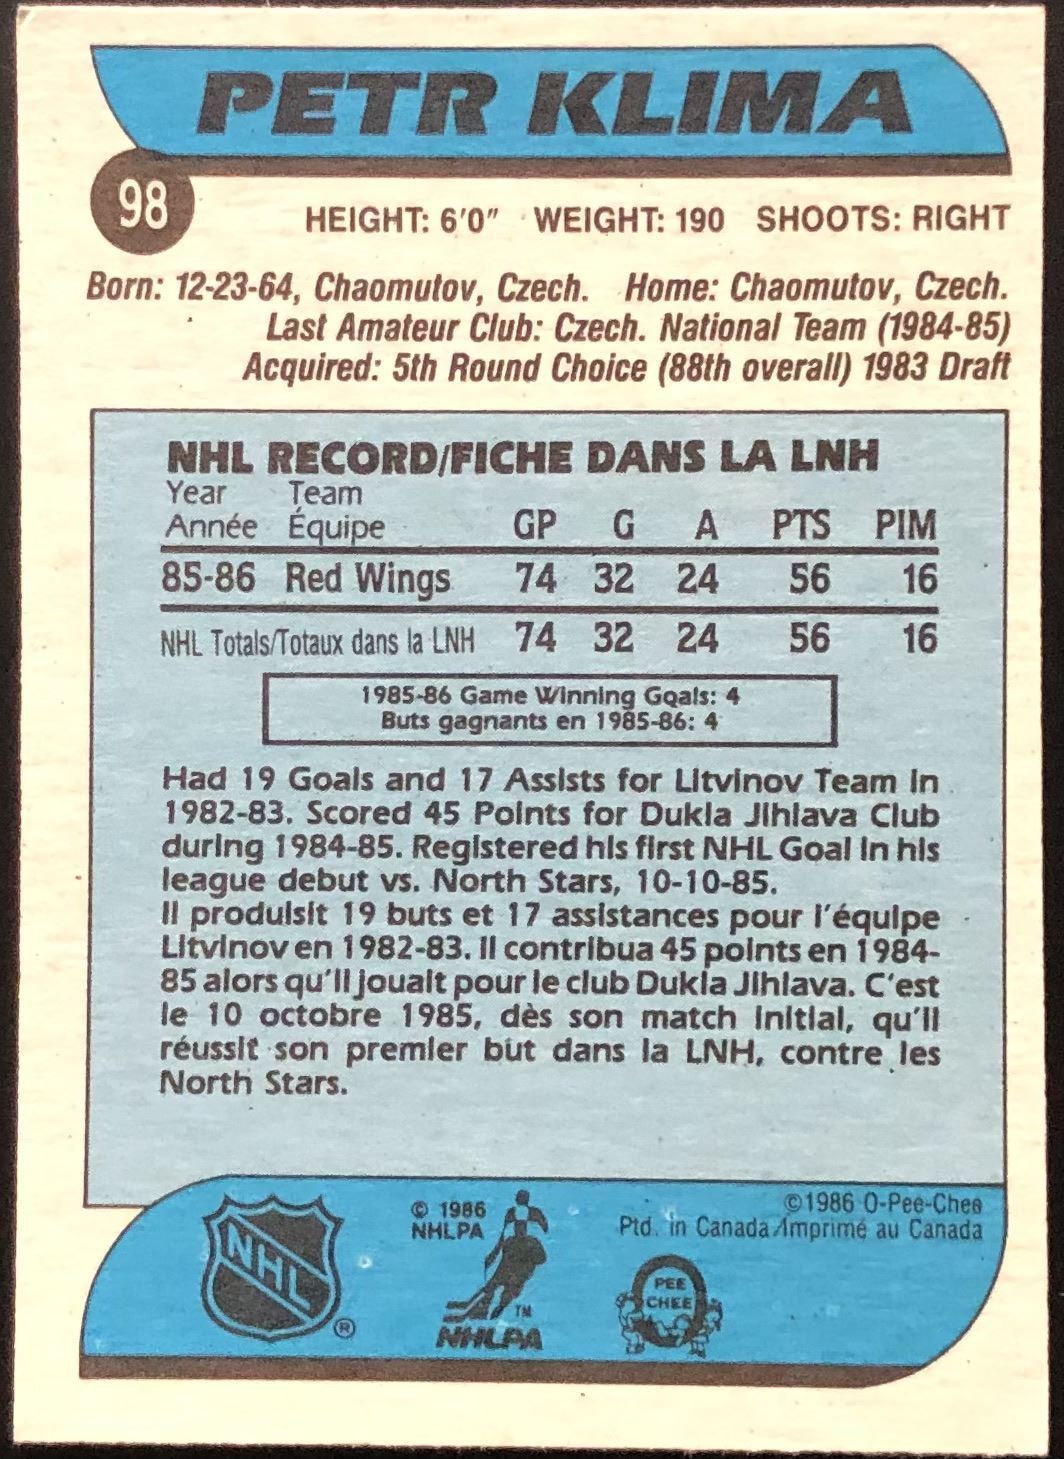 PETR KLIMA
98
HEIGHT: 6'0" WEIGHT: 190 SHOOTS: RIGHT
Born: 12-23-64, Chaomutov, Czech. Home: Chaomutov, Czech.
Last Amateur Club: Czech. National Team (1984-85)
Acquired: 5th Round Choice (88th overall) 1983 Draft
NHL RECORD/FICHE DANS LA LNH
Year Team
Année Équipe GP G A PTS PIM
85-86 Red Wings 74 32 24 56 16
NHL Totals/Totaux dans la LNH 74 32 24 56 16
1985-86 Game Winning Goals: 4
Buts gagnants en 1985-86: 4
Had 19 Goals and 17 Assists for Litvinov Team in
1982-83. Scored 45 Points for Dukla Jihlava Club
during 1984-85. Registered his first NHL Goal in his
league debut vs. North Stars, 10-10-85.
Il produisit 19 buts et 17 assistances pour l'équipe
Litvinov en 1982-83. Il contribua 45 points en 1984-
85 alors qu'il jouait pour le club Dukla Jihlava. C'est
le 10 octobre 1985, dès son match initial, qu'il
réussit son premier but dans la LNH, contre les
North Stars.
NHL
®
© 1986
NHLPA
TM
NHLPA
©1986 O-Pee-Chee
Ptd. in Canada/Imprimé au Canada
PEE
CHEE